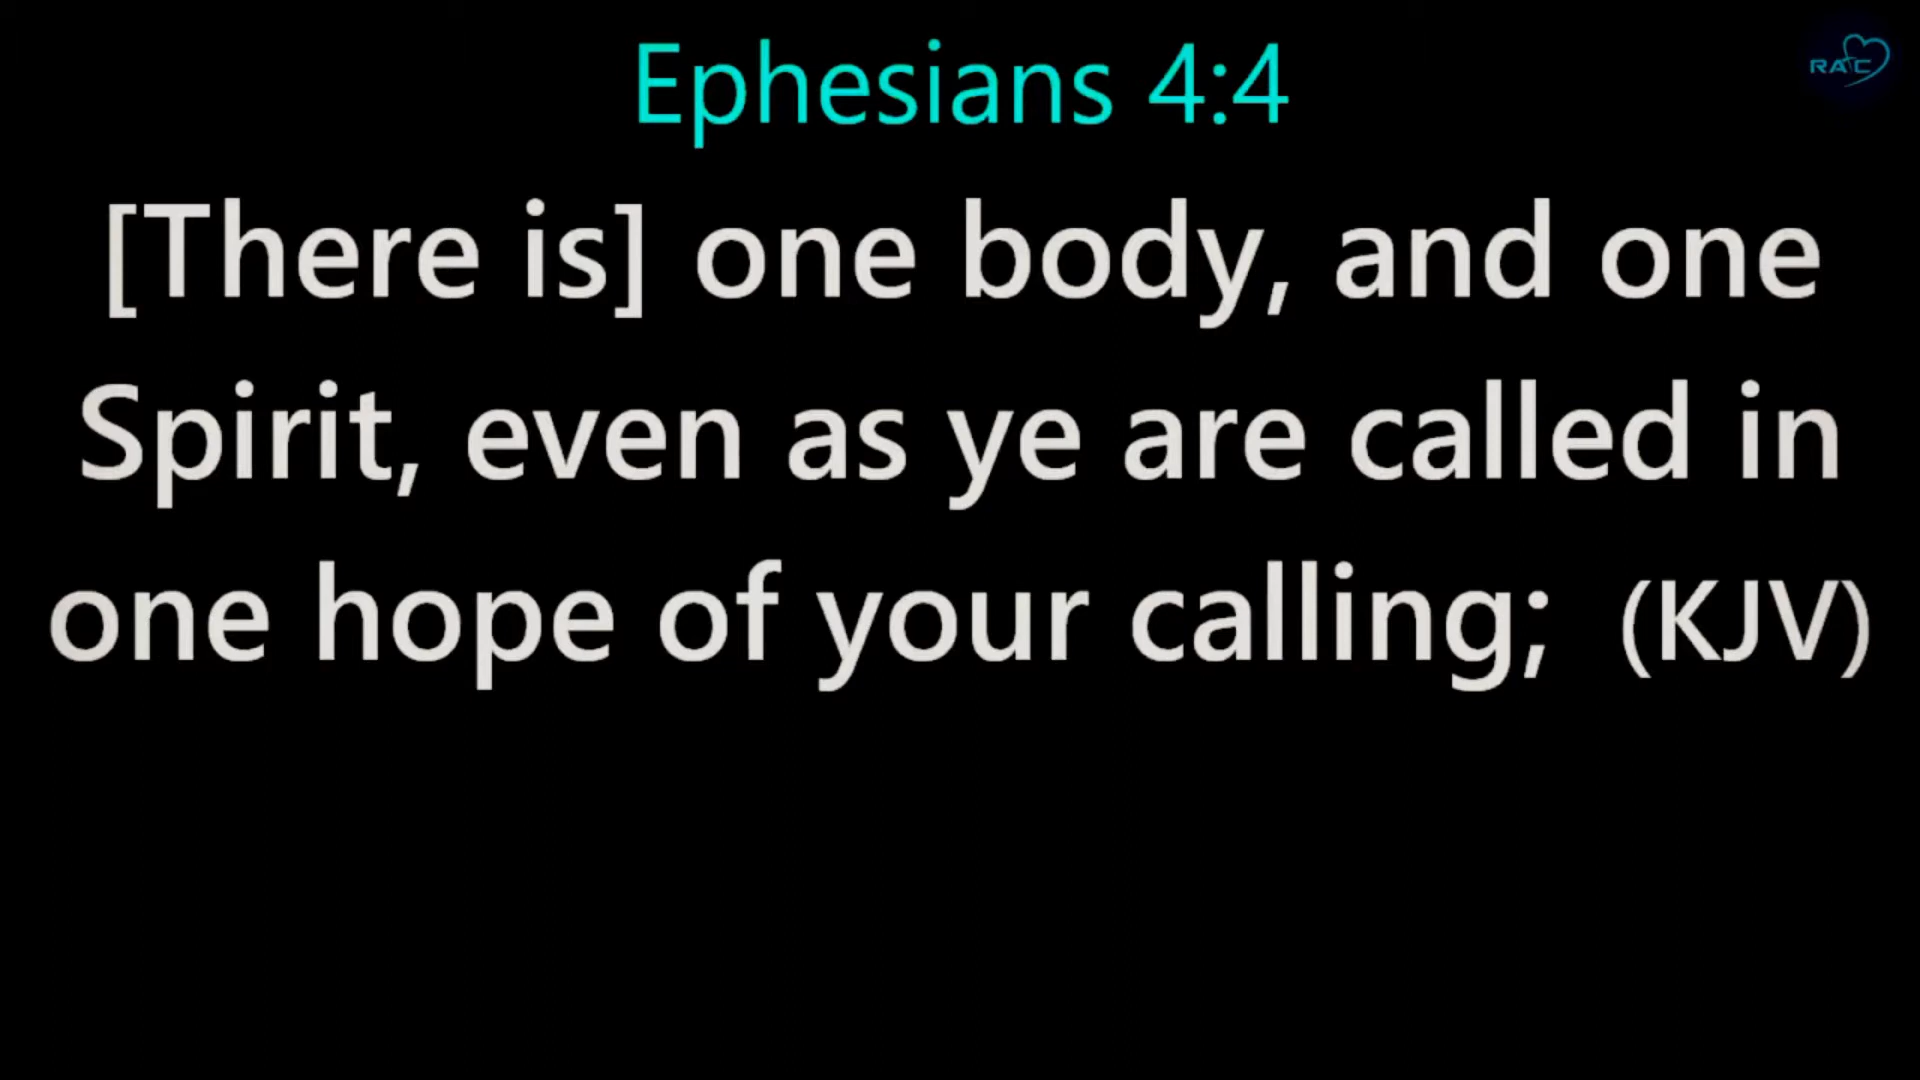 Ephesians 4:4
RAC
[There is] one body, and one
Spirit, even as ye are called in
one hope of your calling; (KJV)